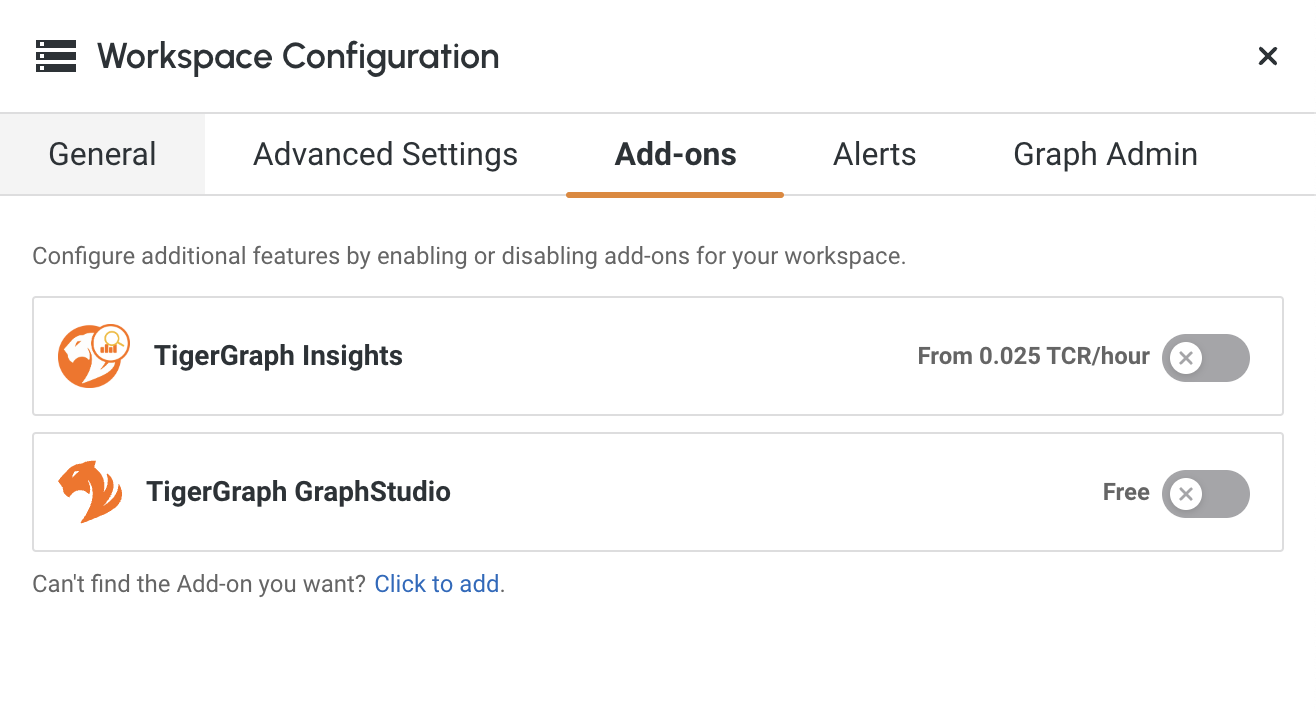 Workspace Configuration
General Advanced Settings Add-ons Alerts Graph Admin
Configure additional features by enabling or disabling add-ons for your workspace.
TigerGraph Insights From 0.025 TCR/hour
TigerGraph GraphStudio Free
Can't find the Add-on you want? Click to add.